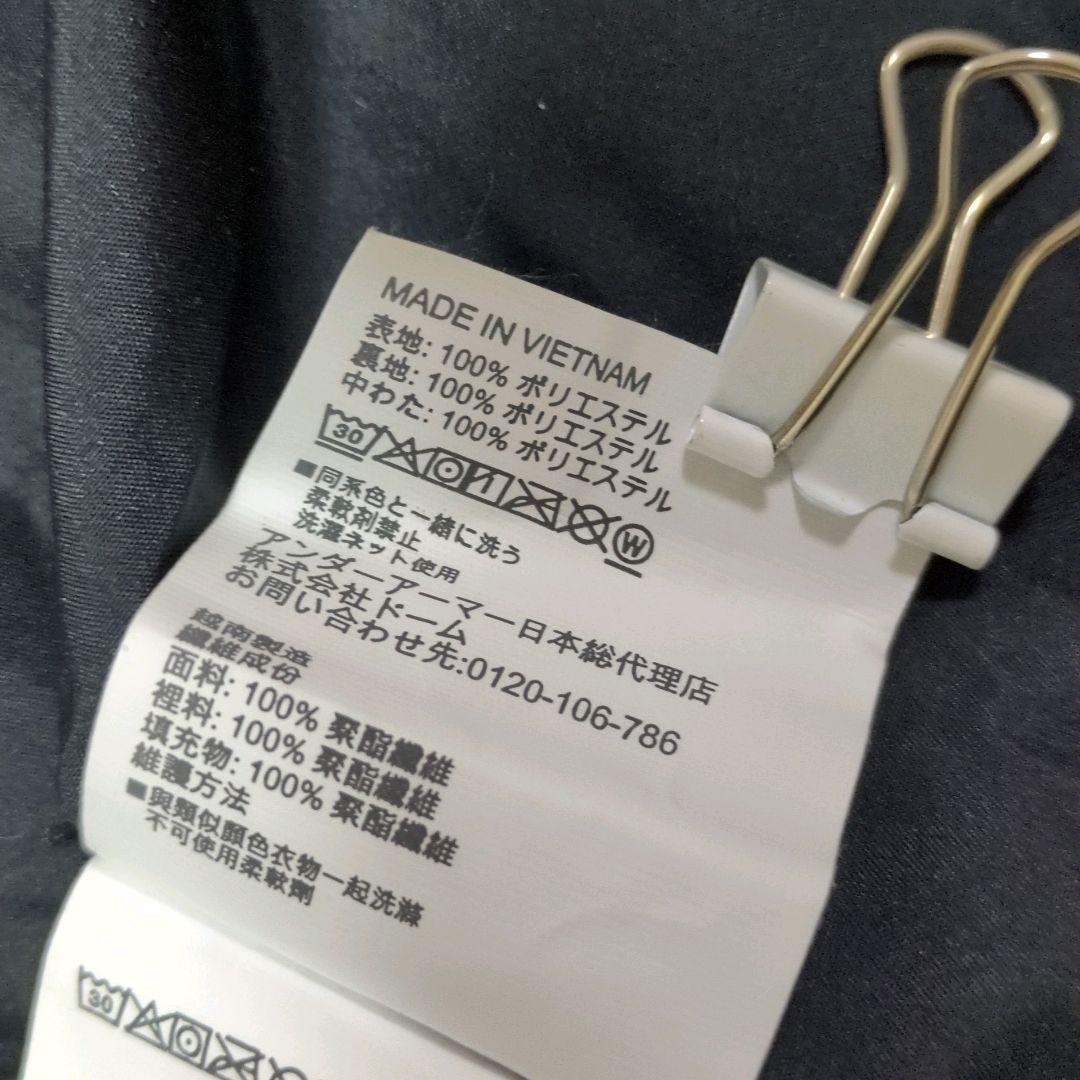 MADE IN VIETNAM
表地: 100% ポリエステル
裏地: 100% ポリエステル
中わた: 100% ポリエステル
30 W
■同系色と一緒に洗う
柔軟剤禁止
洗濯ネット使用
アンダーアーマー日本総代理店
株式会社ドーム
お問い合わせ先:0120-106-786
越南製造
纖維成份
面料: 100% 聚酯纖維
裡料: 100% 聚酯纖維
填充物: 100% 聚酯纖維
維護方法
■與類似顏色衣物一起洗滌
不可使用柔軟劑
30